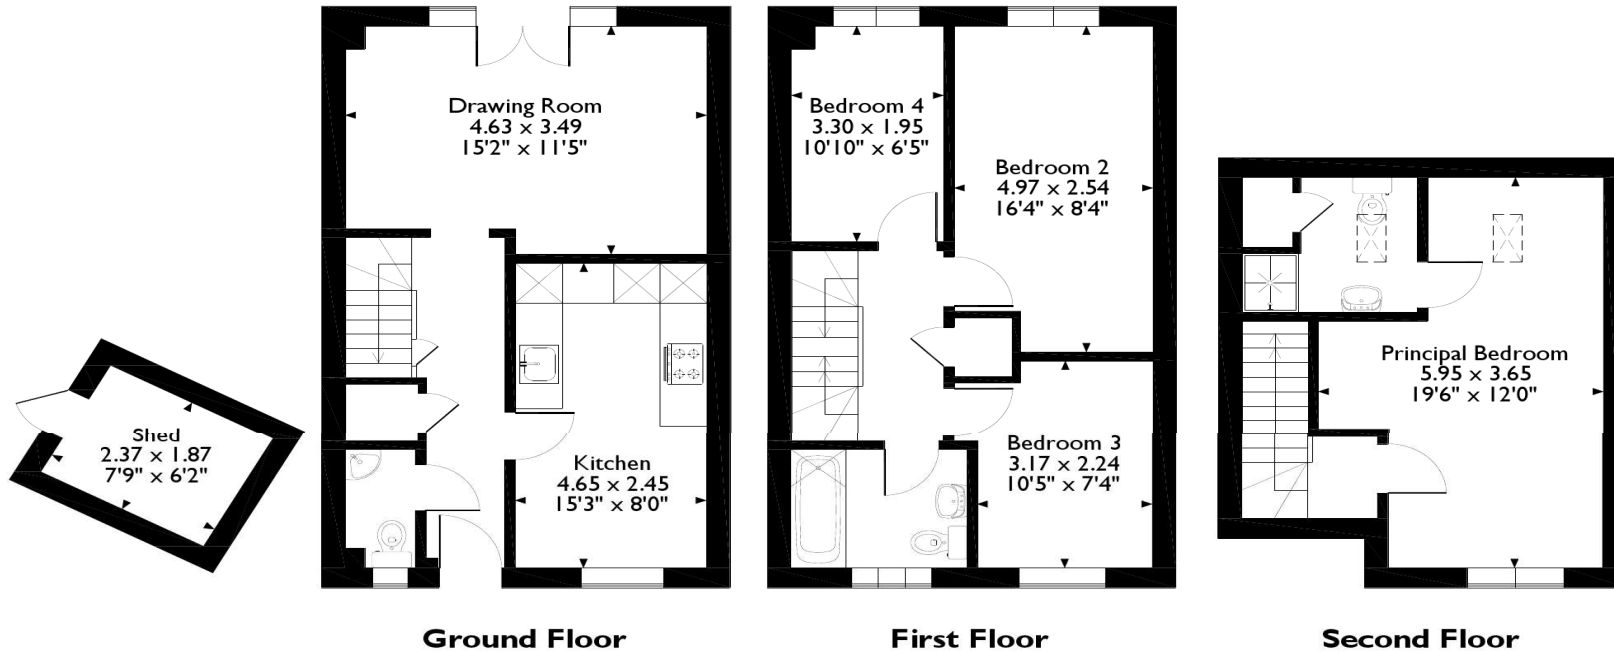 Drawing Room
4.63 x 3.49
15'2" x 11'5"
Kitchen
4.65 x 2.45
15'3" x 8'0"
Shed
2.37 x 1.87
7'9" x 6'2"
Ground Floor
Bedroom 4
3.30 x 1.95
10'10" x 6'5"
Bedroom 2
4.97 x 2.54
16'4" x 8'4"
Bedroom 3
3.17 x 2.24
10'5" x 7'4"
First Floor
Principal Bedroom
5.95 x 3.65
19'6" x 12'0"
Second Floor